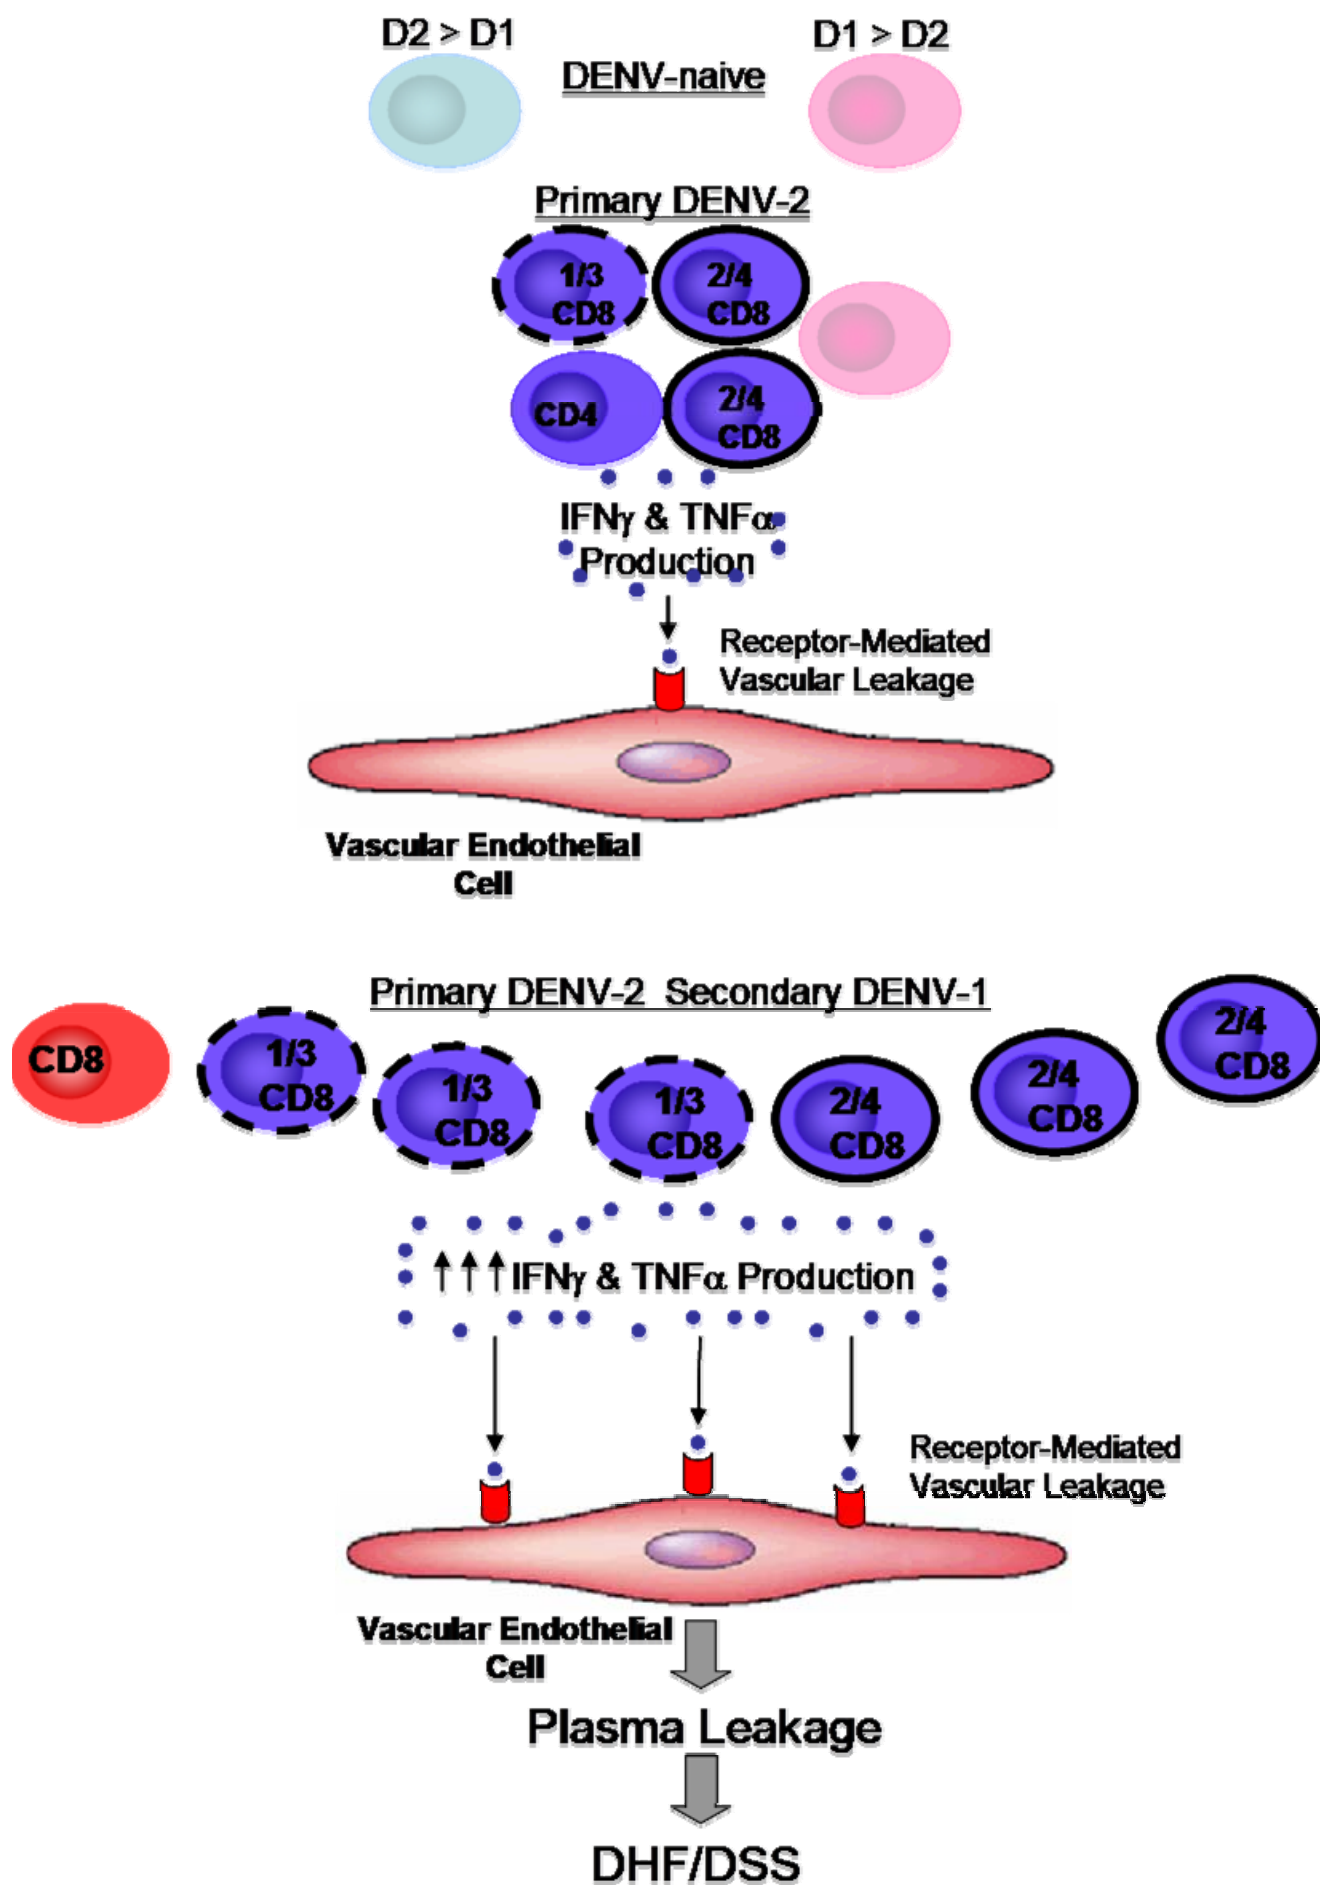 D2 > D1
D1 > D2
DENV-naive
Primary DENV-2
1/3
CD8
2/4
CD8
CD4
2/4
CD8
IFNγ & TNFα
Production
Receptor-Mediated
Vascular Leakage
Vascular Endothelial
Cell
Primary DENV-2 Secondary DENV-1
CD8
1/3
CD8
1/3
CD8
1/3
CD8
2/4
CD8
2/4
CD8
2/4
CD8
↑↑↑IFNγ & TNFα Production
Receptor-Mediated
Vascular Leakage
Vascular Endothelial
Cell
Plasma Leakage
DHF/DSS